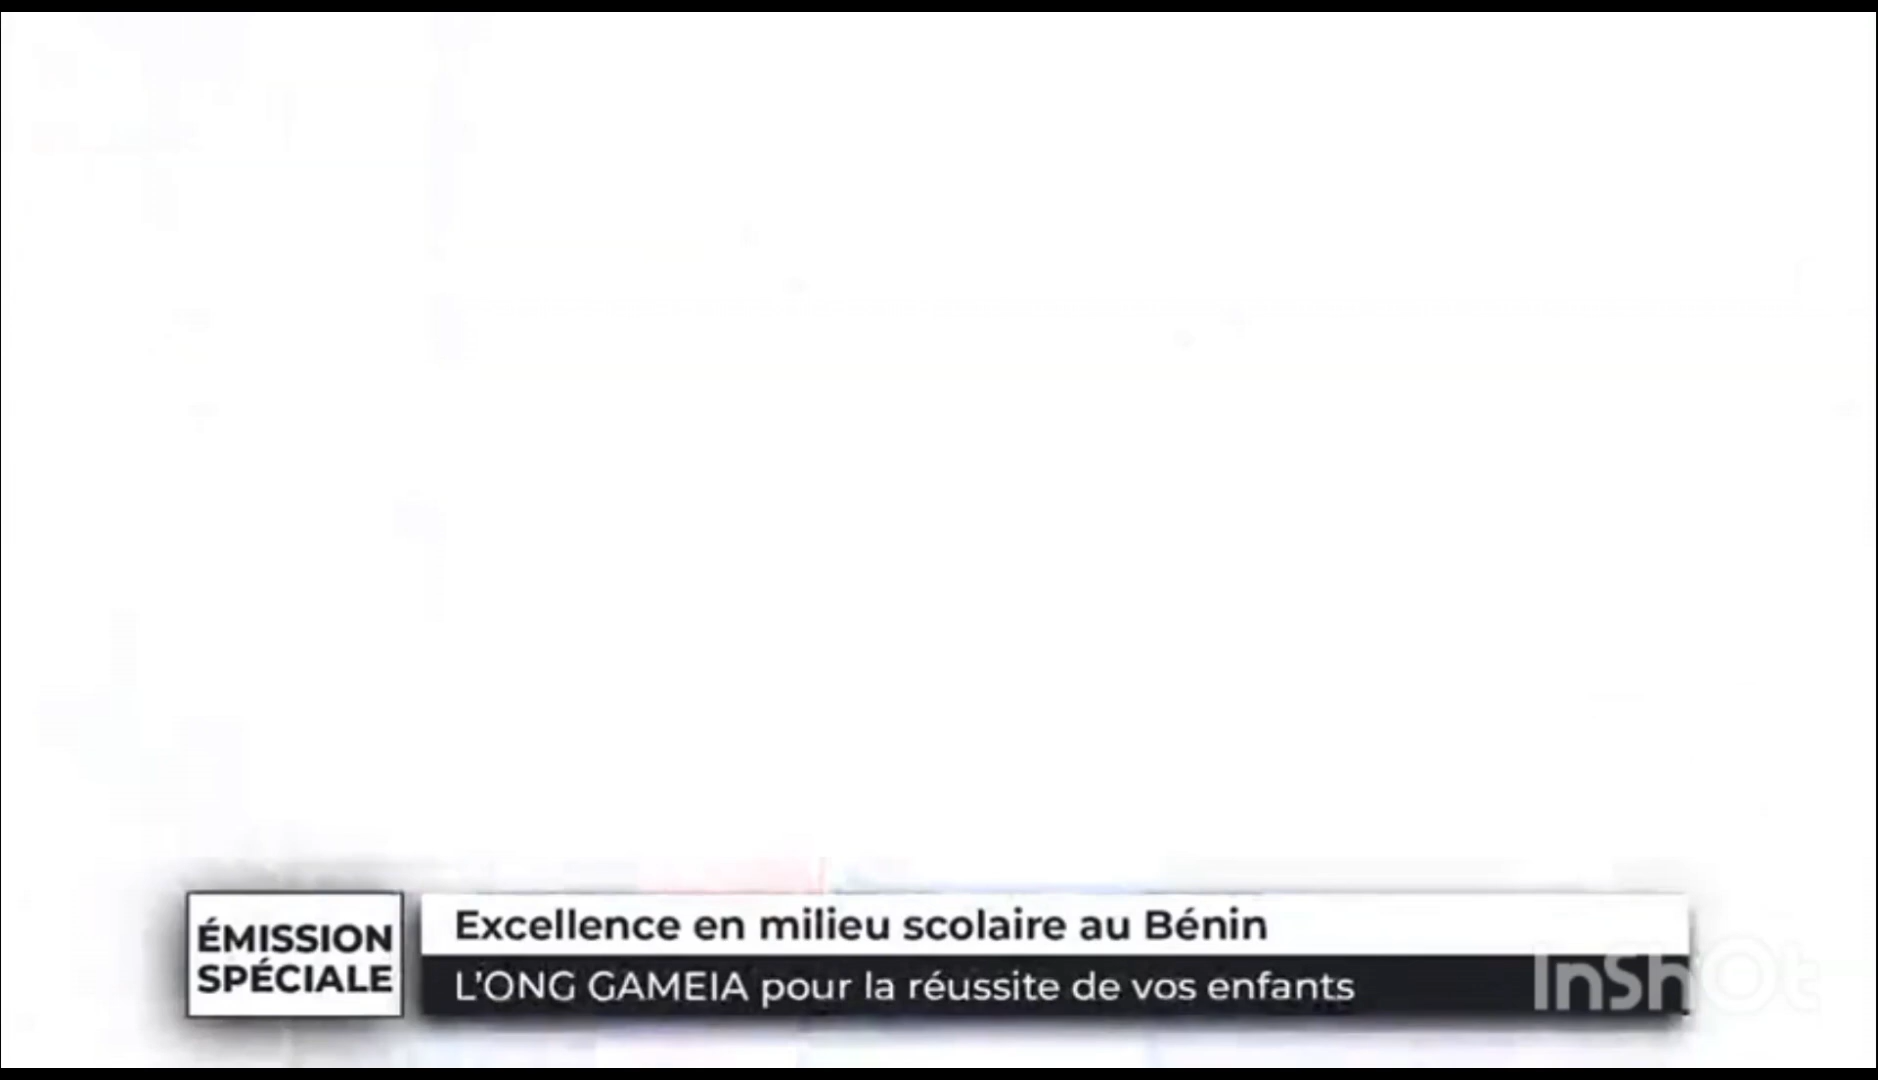 ÉMISSION
SPÉCIALE
Excellence en milieu scolaire au Bénin
L'ONG GAMEIA pour la réussite de vos enfants
InShOt